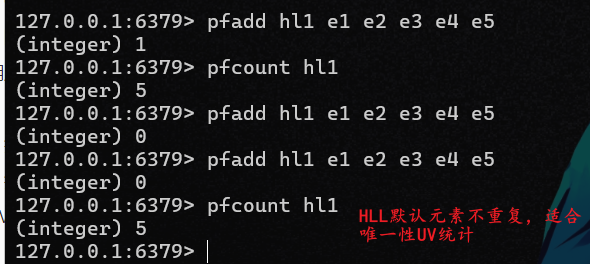 127.0.0.1:6379> pfadd hl1 e1 e2 e3 e4 e5
(integer) 1
127.0.0.1:6379> pfcount hl1
(integer) 5
127.0.0.1:6379> pfadd hl1 e1 e2 e3 e4 e5
(integer) 0
127.0.0.1:6379> pfadd hl1 e1 e2 e3 e4 e5
(integer) 0
127.0.0.1:6379> pfcount hl1
(integer) 5
127.0.0.1:6379>
HLL默认元素不重复，适合
唯一性UV统计